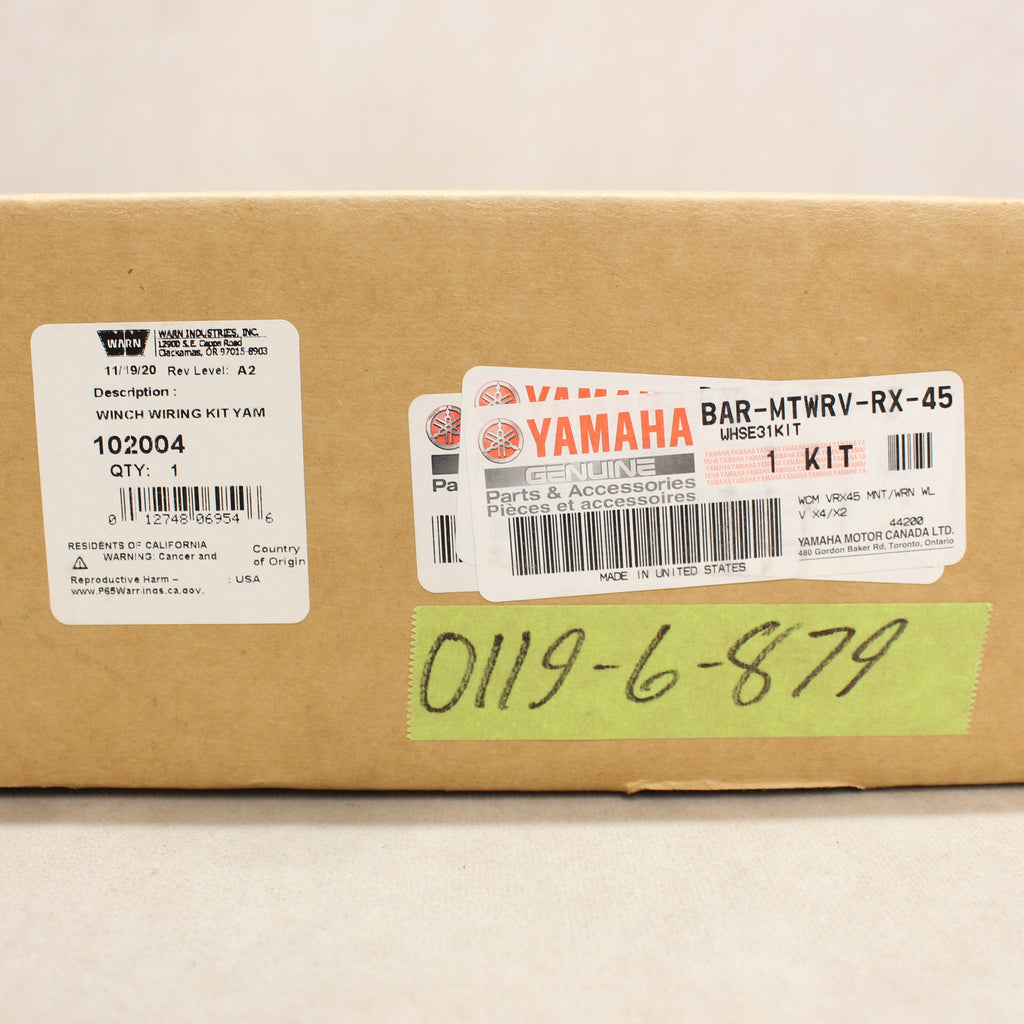 WARN
WARN INDUSTRIES, INC.
12900 S.E. Capps Road
Clackamas, OR 97015-8903
11/19/20 Rev Level: A2
Description :
WINCH WIRING KIT YAM
102004
QTY: 1
0 12748 06954 6
RESIDENTS OF CALIFORNIA
WARNING: Cancer and
Reproductive Harm –
www.P65Warnings.ca.gov.
Country
of Origin
: USA
YAMAHA
Pa
YAMAHA
GENUINE
Parts & Accessories
Pièces et accessoires
BAR-MTWRV-RX-45
WHSE31KIT
1 KIT
WCM VRX45 MNT/WRN WL
V X4/X2
44200
YAMAHA MOTOR CANADA LTD.
480 Gordon Baker Rd, Toronto, Ontario
MADE IN UNITED STATES
0119-6-879